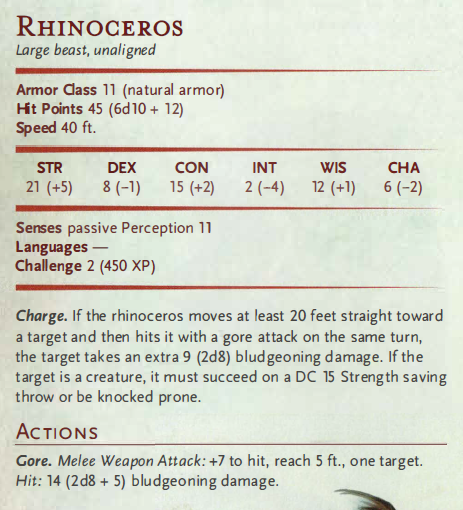 RHINOCEROS
Large beast, unaligned
Armor Class 11 (natural armor)
Hit Points 45 (6d10 + 12)
Speed 40 ft.
STR DEX CON INT WIS CHA
21 (+5) 8 (–1) 15 (+2) 2 (–4) 12 (+1) 6 (–2)
Senses passive Perception 11
Languages —
Challenge 2 (450 XP)
Charge. If the rhinoceros moves at least 20 feet straight toward
a target and then hits it with a gore attack on the same turn,
the target takes an extra 9 (2d8) bludgeoning damage. If the
target is a creature, it must succeed on a DC 15 Strength saving
throw or be knocked prone.
ACTIONS
Gore. Melee Weapon Attack: +7 to hit, reach 5 ft., one target.
Hit: 14 (2d8 + 5) bludgeoning damage.